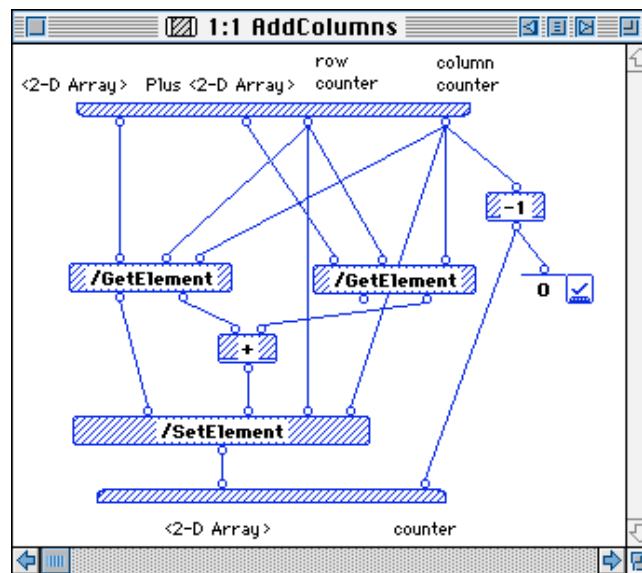 1:1 AddColumns
row column
<2-D Array> Plus <2-D Array> counter counter
-1
/GetElement /GetElement
0
+
/SetElement
<2-D Array> counter